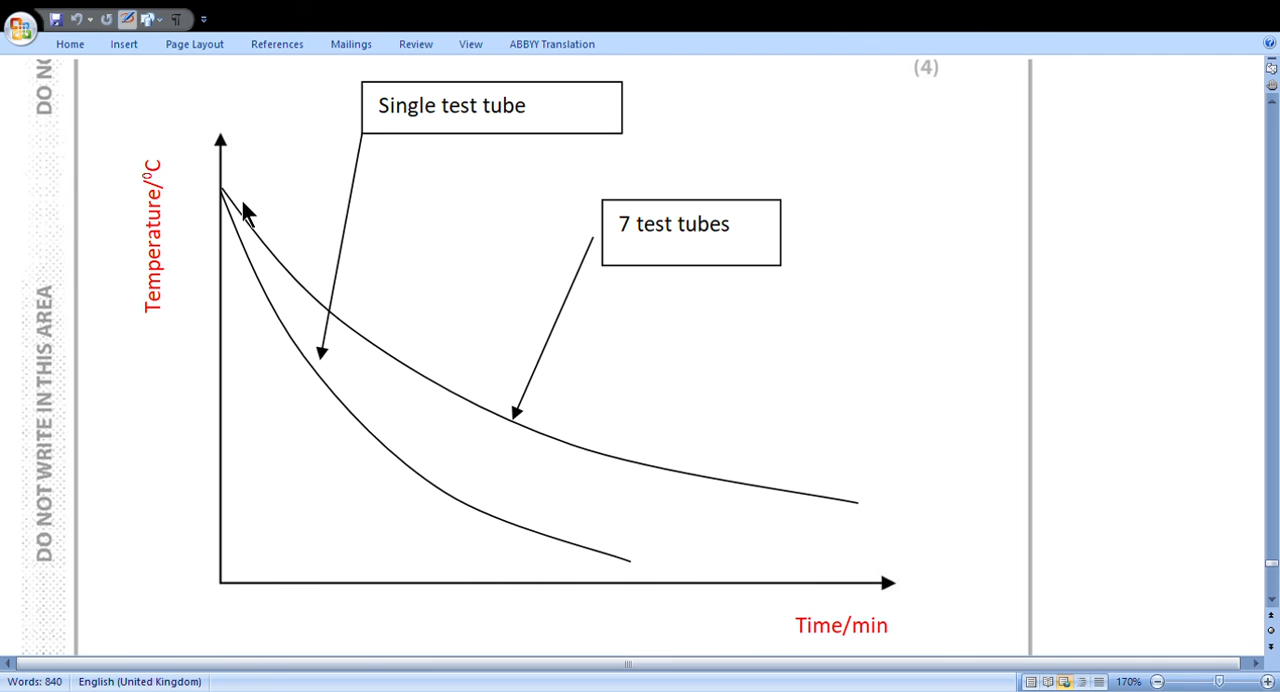 Home Insert Page Layout References Mailings Review View ABBYY Translation
DO NO
(4)
Single test tube
Temperature/⁰C
7 test tubes
DO NOT WRITE IN THIS AREA
Time/min
Words: 840 English (United Kingdom) 170%